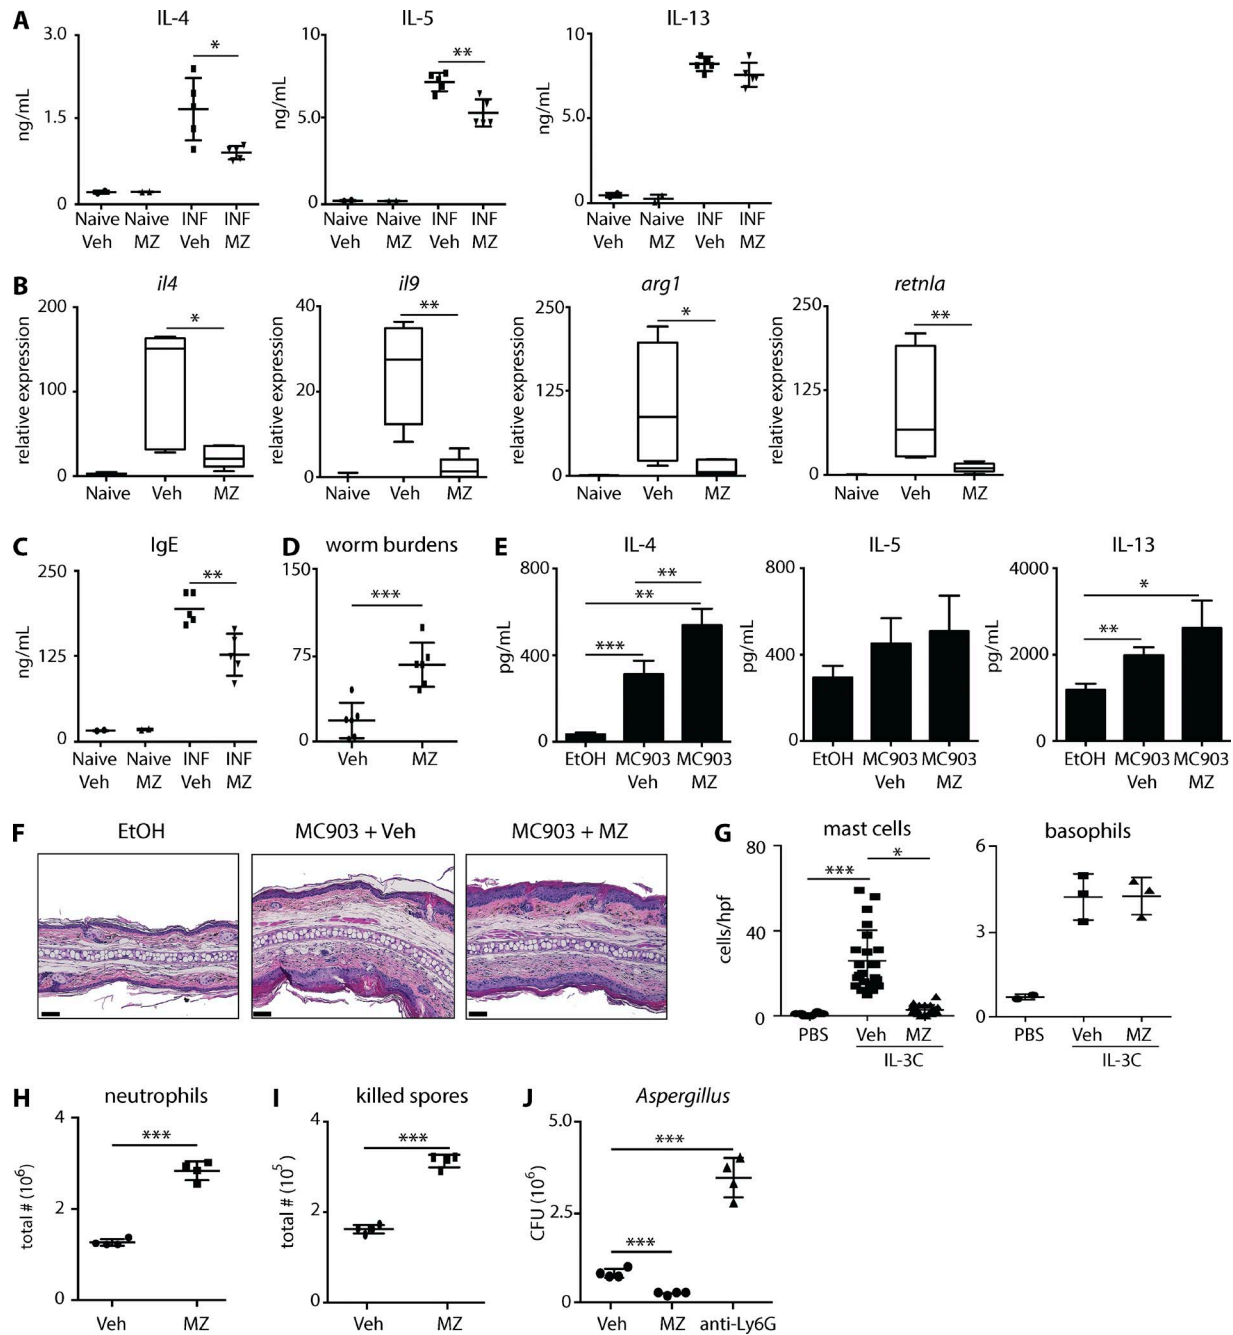 A
IL-4
IL-5
IL-13
3.0
1.5
0
ng/mL
*
Naive Veh
Naive MZ
INF Veh
INF MZ
10
5.0
0
ng/mL
**
Naive Veh
Naive MZ
INF Veh
INF MZ
10
5.0
0
ng/mL
Naive Veh
Naive MZ
INF Veh
INF MZ
B
il4
il9
arg1
retnla
relative expression
200
100
0
*
Naive Veh MZ
relative expression
40
20
0
**
Naive Veh MZ
relative expression
250
125
0
*
Naive Veh MZ
relative expression
250
125
0
**
Naive Veh MZ
C
IgE
ng/mL
250
125
0
**
Naive Veh
Naive MZ
INF Veh
INF MZ
D
worm burdens
150
75
0
***
Veh MZ
E
IL-4
pg/mL
800
400
0
**
**
***
EtOH
MC903 Veh
MC903 MZ
IL-5
pg/mL
800
400
0
EtOH
MC903 Veh
MC903 MZ
IL-13
pg/mL
4000
2000
0
*
**
EtOH
MC903 Veh
MC903 MZ
F
EtOH
MC903 + Veh
MC903 + MZ
G
mast cells
cells/hpf
80
40
0
***
*
PBS Veh MZ
IL-3C
basophils
6
3
0
PBS Veh MZ
IL-3C
H
neutrophils
total # (10⁶)
4
2
0
***
Veh MZ
I
killed spores
total # (10⁵)
4
2
0
***
Veh MZ
J
Aspergillus
CFU (10⁶)
5.0
2.5
0
***
***
Veh MZ anti-Ly6G